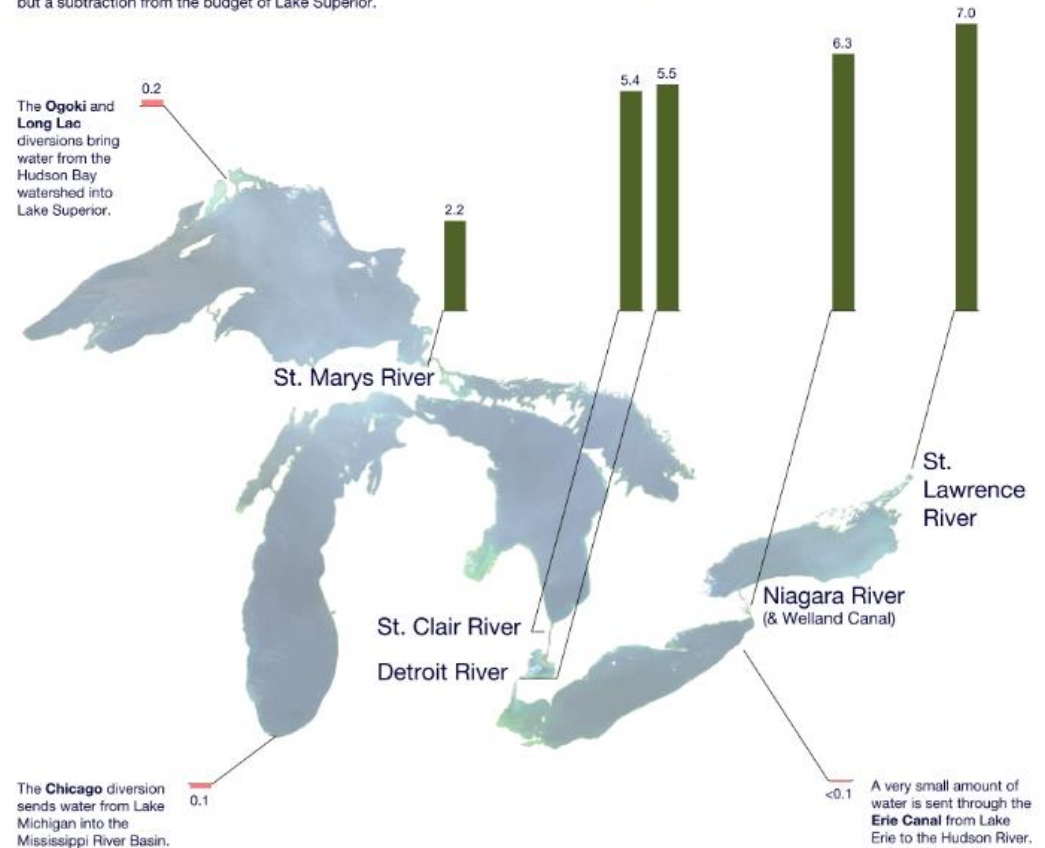 but a subtraction from the budget of Lake Superior.
7.0
6.3
5.4
5.5
0.2
The Ogoki and
Long Lac
diversions bring
water from the
Hudson Bay
watershed into
Lake Superior.
2.2
St. Marys River
St.
Lawrence
River
Niagara River
(& Welland Canal)
St. Clair River
Detroit River
The Chicago diversion
sends water from Lake
Michigan into the
Mississippi River Basin.
0.1
<0.1
A very small amount of
water is sent through the
Erie Canal from Lake
Erie to the Hudson River.